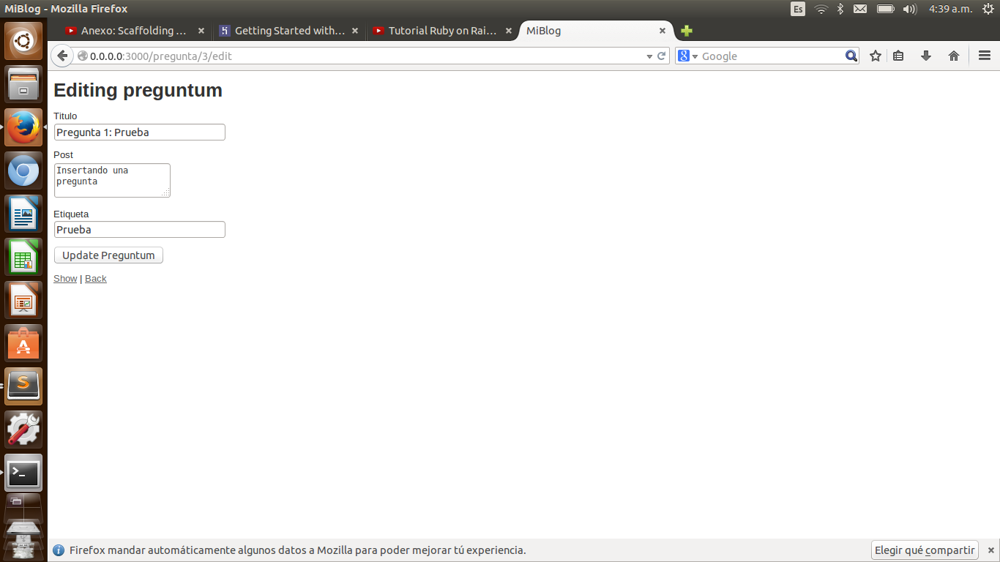 MiBlog - Mozilla Firefox
Es
4:39 a.m.
Anexo: Scaffolding ...
Getting Started with...
Tutorial Ruby on Rai...
MiBlog
0.0.0.0:3000/pregunta/3/edit
Google
Editing preguntum
Titulo
Pregunta 1: Prueba
Post
Insertando una
pregunta
Etiqueta
Prueba
Update Preguntum
Show | Back
Firefox mandar automáticamente algunos datos a Mozilla para poder mejorar tú experiencia.
Elegir qué compartir